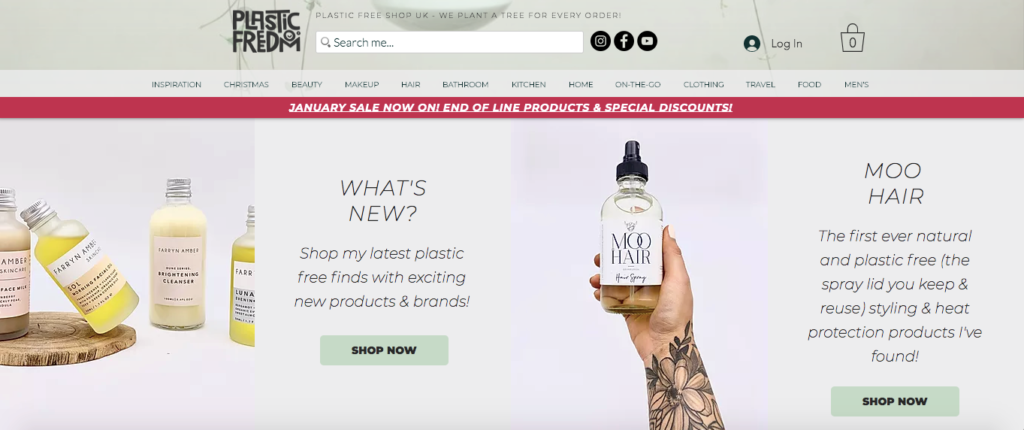 PLASTIC
FREDM
PLASTIC FREE SHOP UK - WE PLANT A TREE FOR EVERY ORDER!
Search me...
Log In
0
INSPIRATION CHRISTMAS BEAUTY MAKEUP HAIR BATHROOM KITCHEN HOME ON-THE-GO CLOTHING TRAVEL FOOD MEN'S
JANUARY SALE NOW ON! END OF LINE PRODUCTS & SPECIAL DISCOUNTS!
AMBER
SKINCARE
FACE MILK
FARRYN AMBER
SOL
MORNING FACIAL OIL
FARRYN AMBER
BRIGHTENING
CLEANSER
FARR
LUNA
WHAT'S
NEW?
Shop my latest plastic
free finds with exciting
new products & brands!
SHOP NOW
MOO
HAIR
Hair Spray
MOO
HAIR
The first ever natural
and plastic free (the
spray lid you keep &
reuse) styling & heat
protection products I've
found!
SHOP NOW